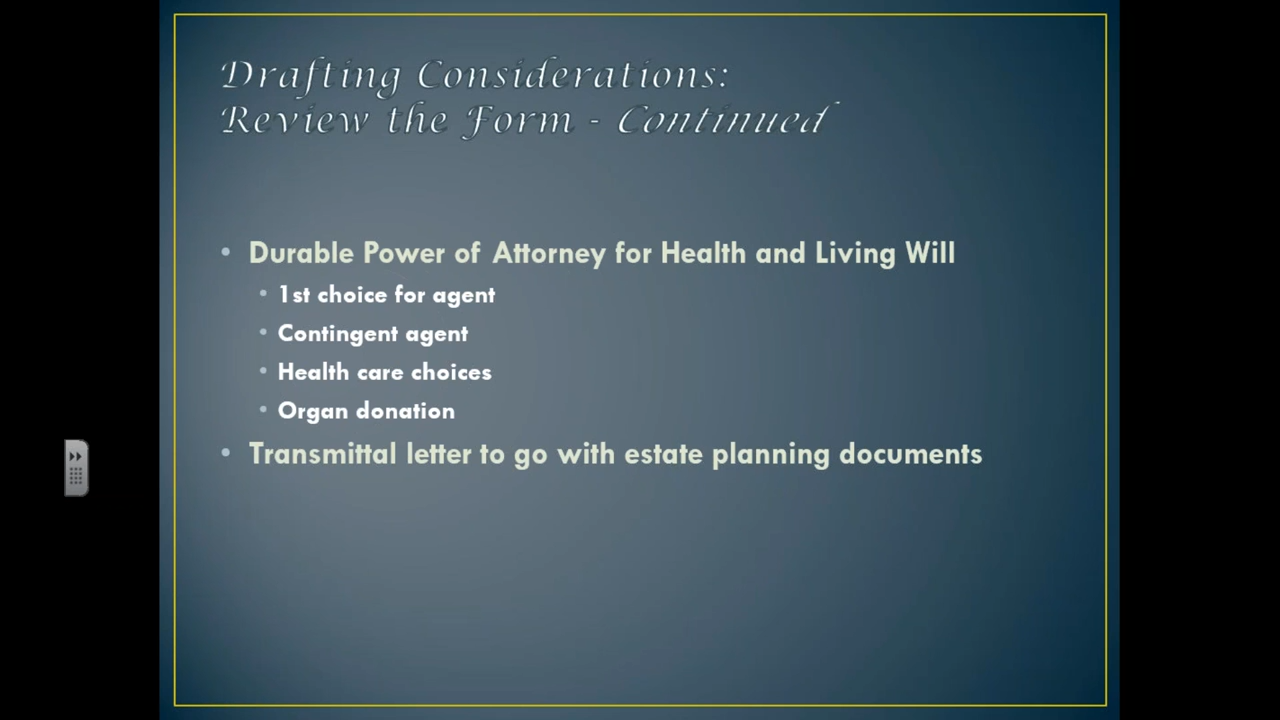 Drafting Considerations:
Review the Form - Continued
• Durable Power of Attorney for Health and Living Will
• 1st choice for agent
• Contingent agent
• Health care choices
• Organ donation
• Transmittal letter to go with estate planning documents